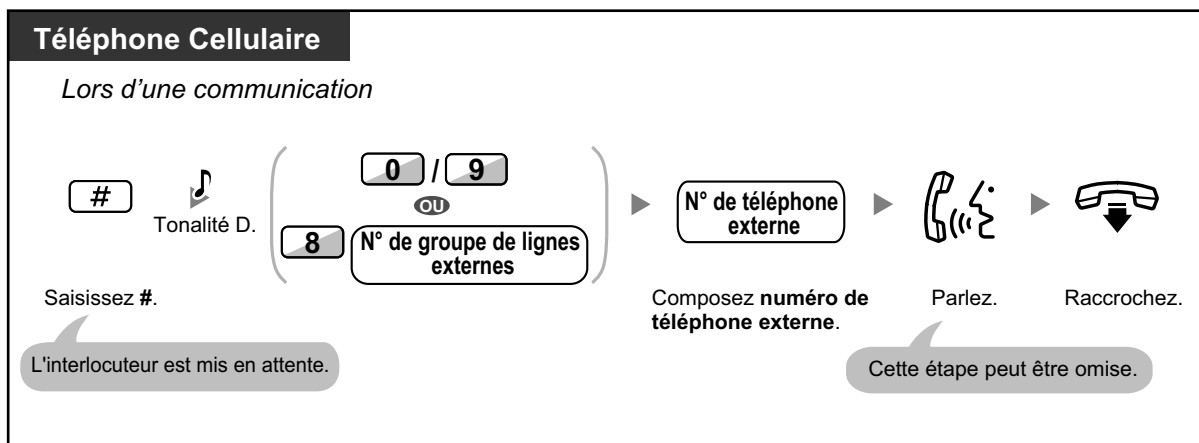 Téléphone Cellulaire
Lors d’une communication
#
Tonalité D.
0 / 9
OU
8 N° de groupe de lignes
externes
N° de téléphone
externe
Saisissez #.
L'interlocuteur est mis en attente.
Composez numéro de
téléphone externe.
Parlez.
Cette étape peut être omise.
Raccrochez.